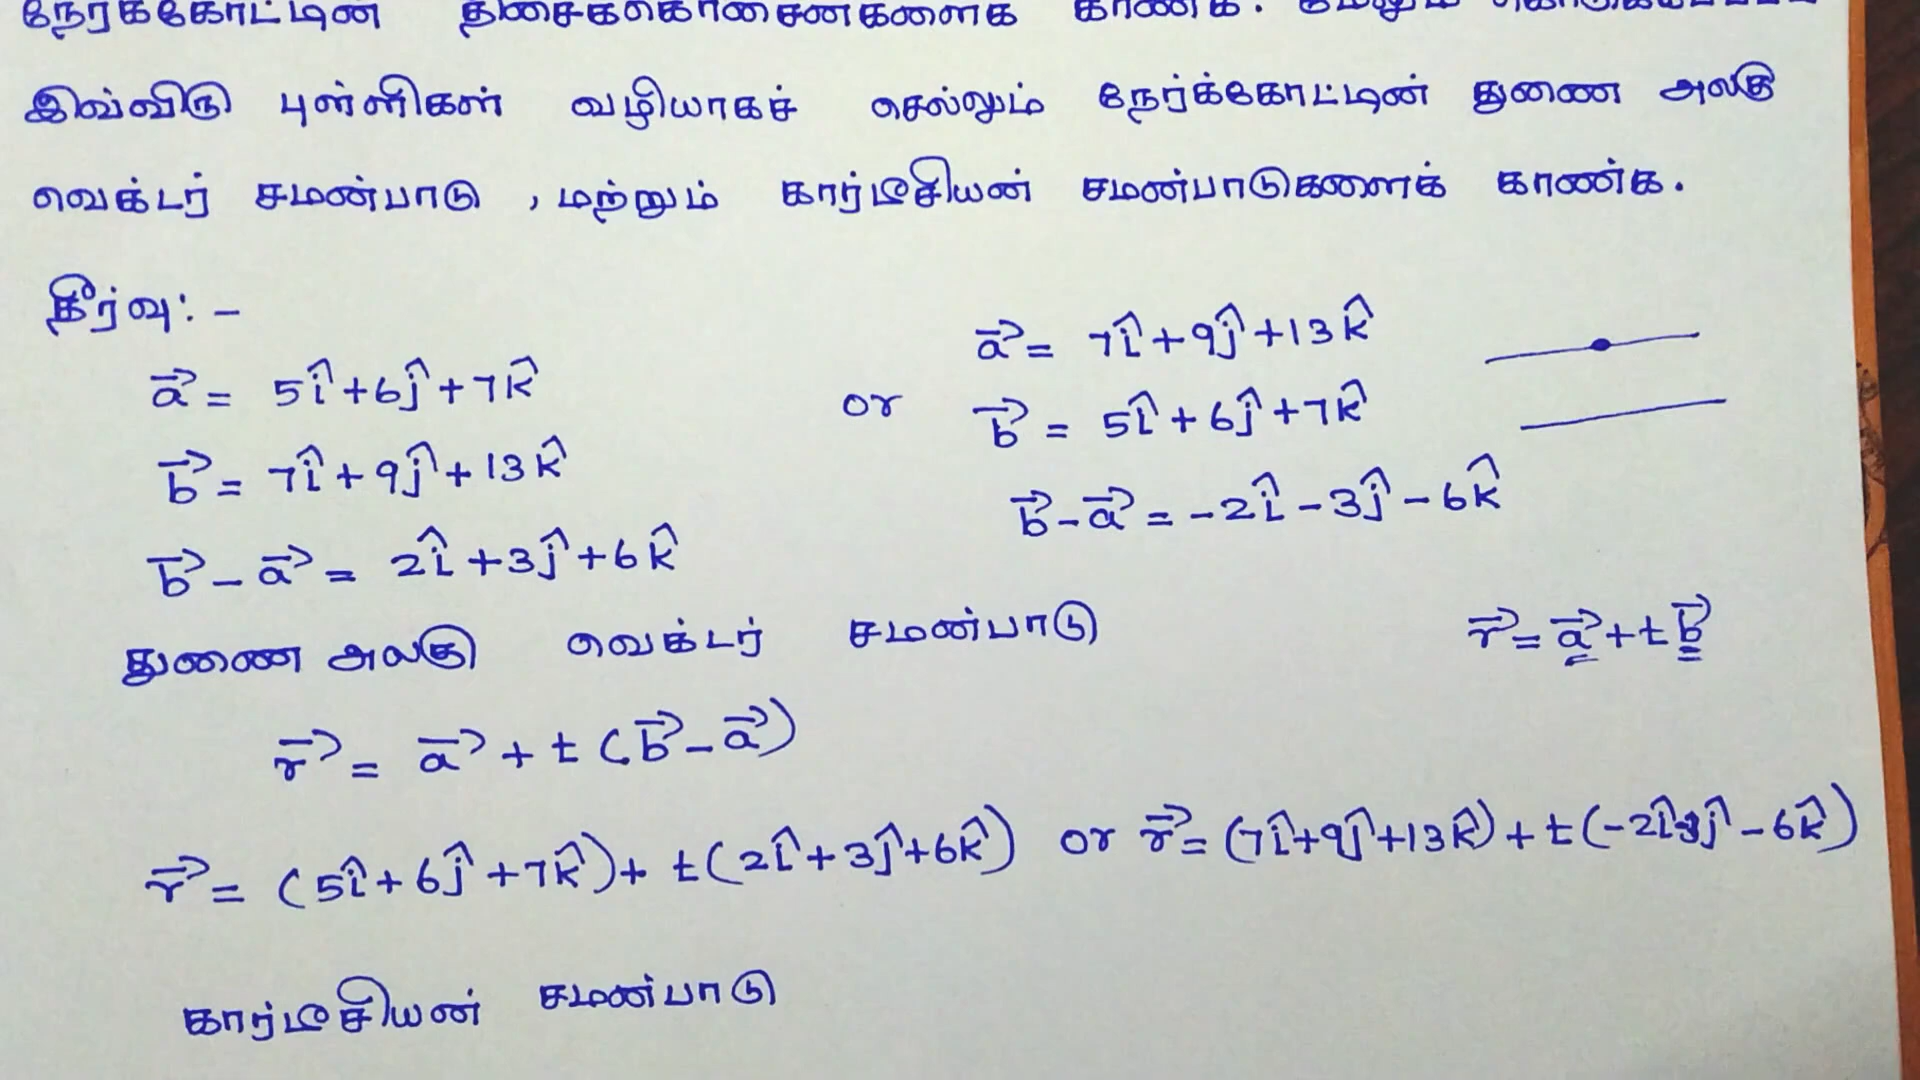 நேர்க்கோட்டின் திசைக்கொசைன்களைக் காண்க. மேலும்
இவ்விரு புள்ளிகள் வழியாகச் செல்லும் நேர்க்கோட்டின் துணை அலகு
வெக்டர் சமன்பாடு , மற்றும் கார்டீசியன் சமன்பாடுகளைக் காண்க.
தீர்வு: -
a⃗ = 5î + 6ĵ + 7k̂
b⃗ = 7î + 9ĵ + 13k̂
b⃗ - a⃗ = 2î + 3ĵ + 6k̂
or
a⃗ = 7î + 9ĵ + 13k̂
b⃗ = 5î + 6ĵ + 7k̂
b⃗ - a⃗ = -2î - 3ĵ - 6k̂
துணை அலகு வெக்டர் சமன்பாடு
r⃗ = a⃗ + t b⃗
r⃗ = a⃗ + t (b⃗ - a⃗)
r⃗ = (5î + 6ĵ + 7k̂) + t(2î + 3ĵ + 6k̂) or r⃗ = (7î + 9ĵ + 13k̂) + t(-2î - 3ĵ - 6k̂)
கார்டீசியன் சமன்பாடு